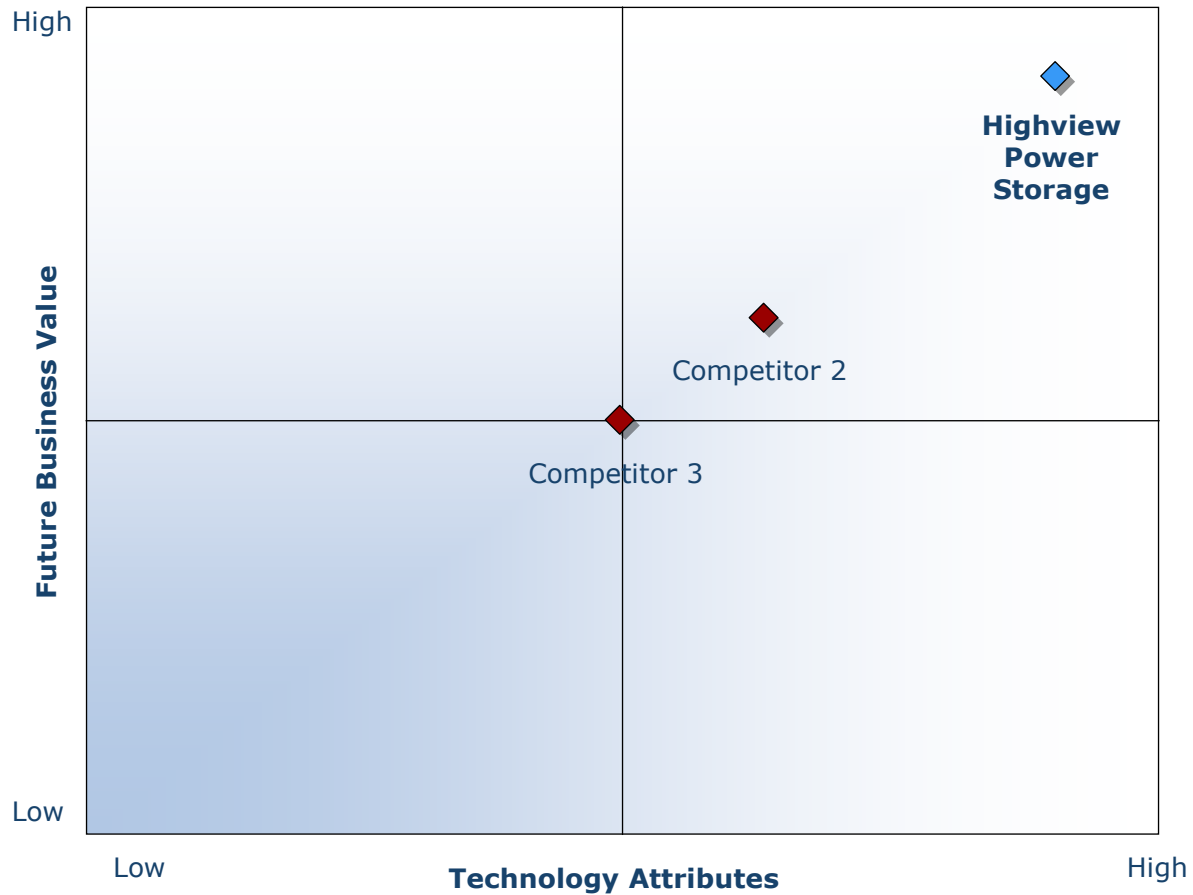 High
Highview
Power
Storage
Future Business Value
Competitor 2
Competitor 3
Low
Low
Technology Attributes
High